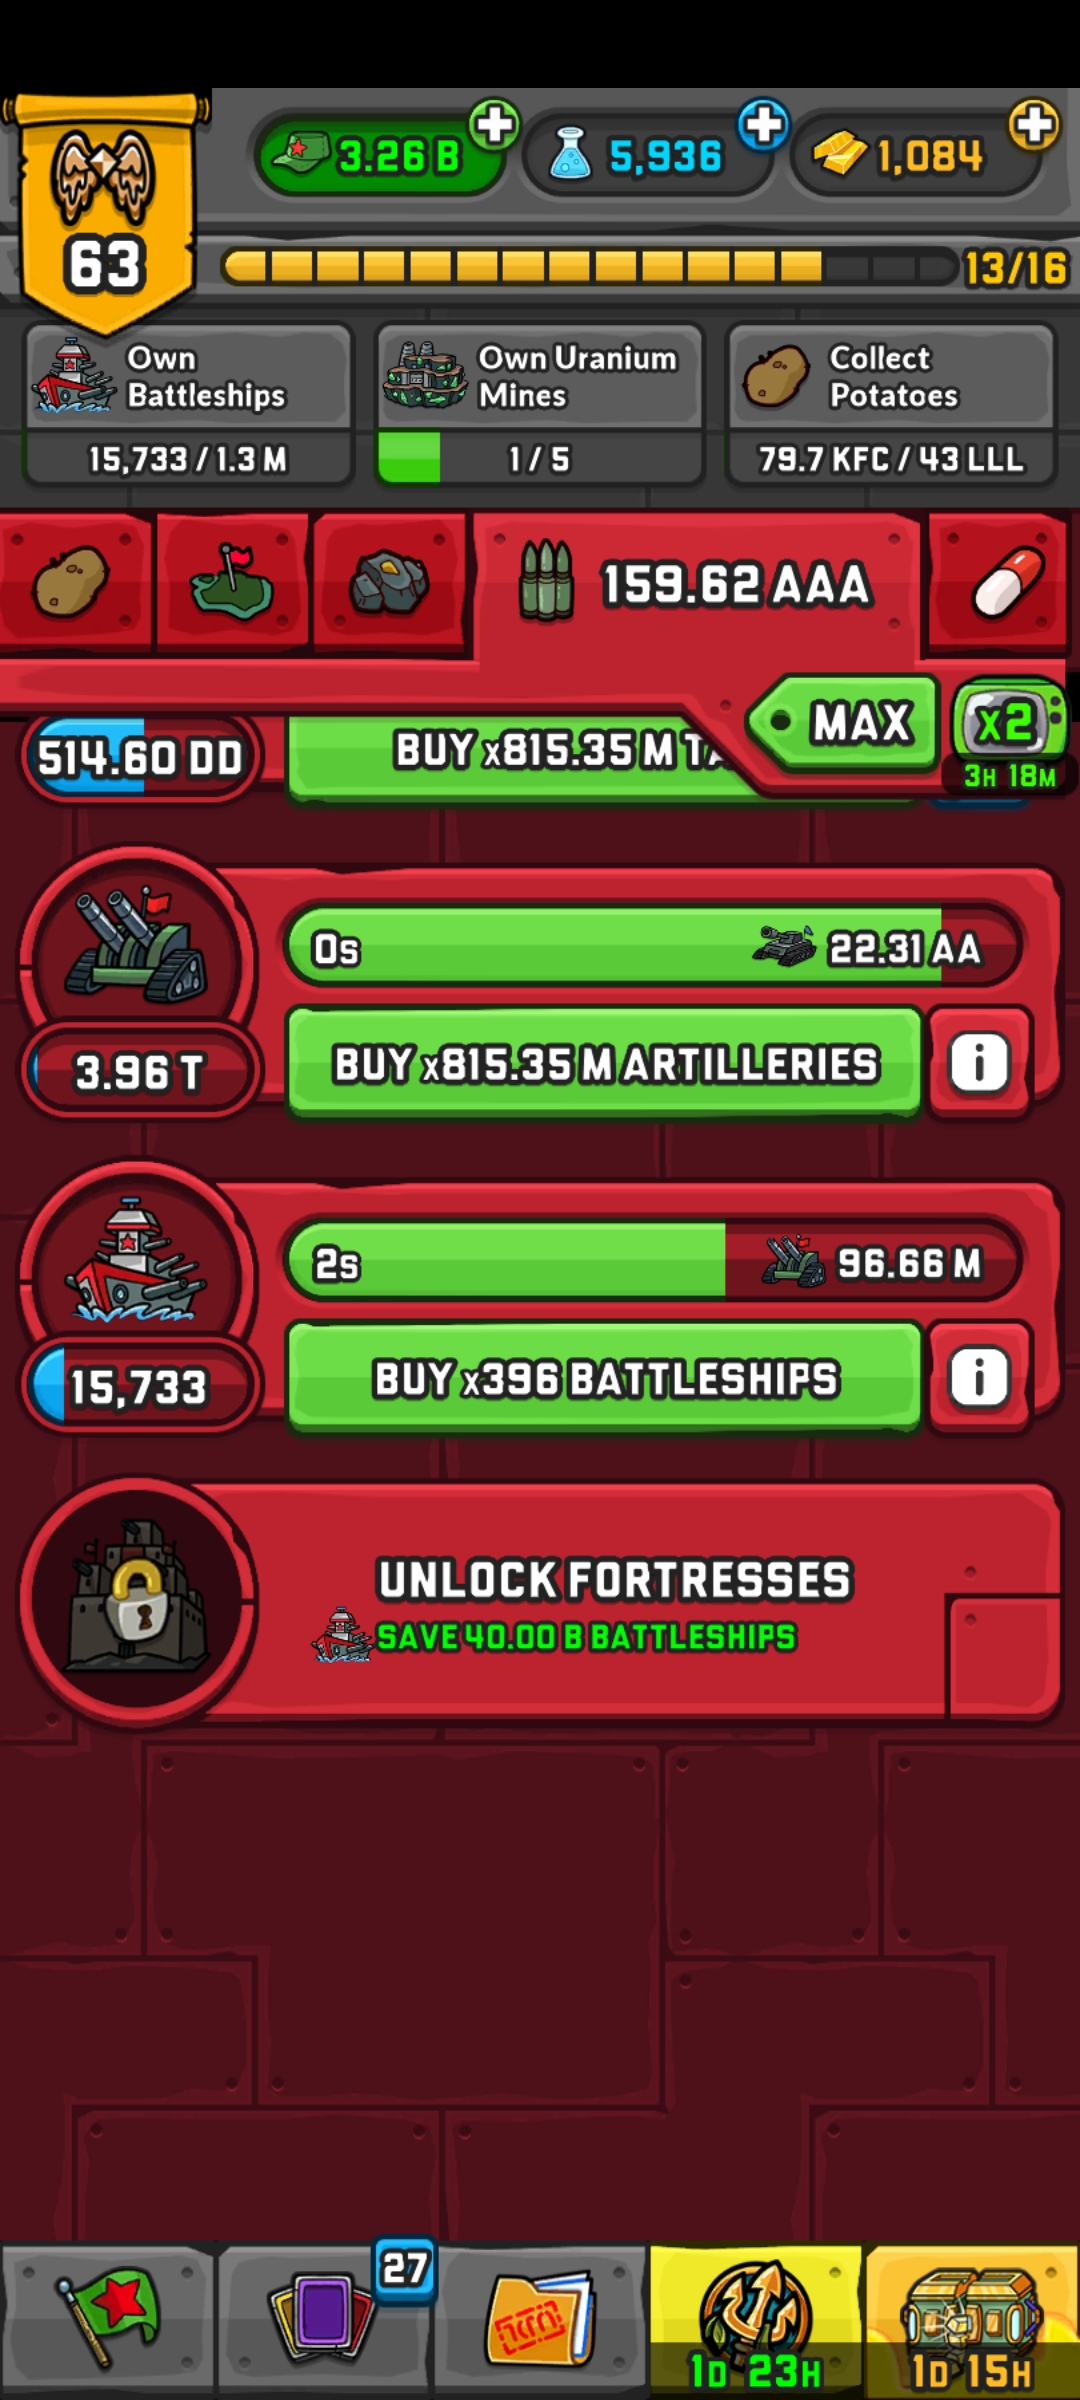 3.26 B
5,936
1,084
63
13/16
Own
Battleships
15,733 / 1.3 M
Own Uranium
Mines
1 / 5
Collect
Potatoes
79.7 KFC / 43 LLL
159.62 AAA
MAX
x2
3H 18M
514.60 DD
BUY x815.35 M
0s
22.31 AA
3.96 T
BUY x815.35 M ARTILLERIES
i
2s
96.66 M
15,733
BUY x396 BATTLESHIPS
i
UNLOCK FORTRESSES
SAVE 40.00 B BATTLESHIPS
27
1D 23H
1D 15H